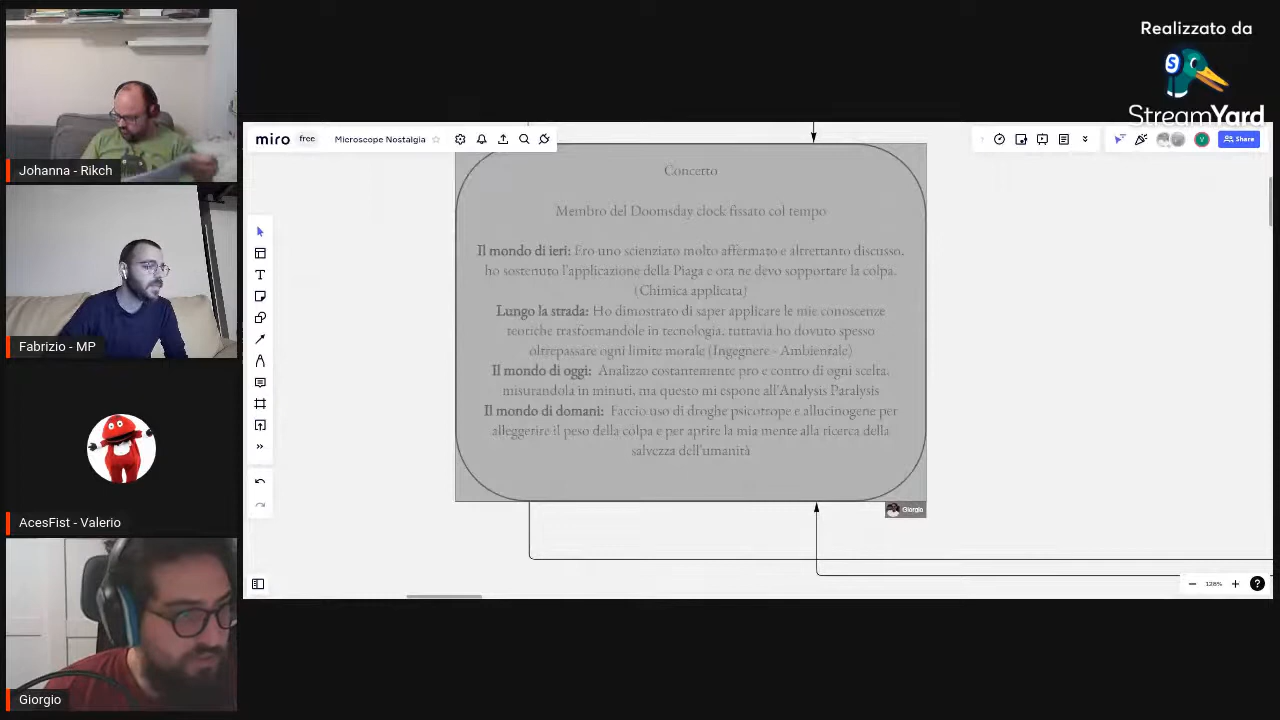 Realizzato da
StreamYard
miro free Microscope Nostalgia
Share
Concetto
Membro del Doomsday clock fissato col tempo
Il mondo di ieri: Ero uno scienziato molto affermato e altrettanto discusso,
ho sostenuto l'applicazione della Piaga e ora ne devo sopportare la colpa.
(Chimica applicata)
Lungo la strada: Ho dimostrato di saper applicare le mie conoscenze
teoriche trasformandole in tecnologia, tuttavia ho dovuto spesso
oltrepassare ogni limite morale (Ingegnere - Ambientale)
Il mondo di oggi: Analizzo costantemente pro e contro di ogni scelta,
misurandola in minuti, ma questo mi espone all'Analysis Paralysis
Il mondo di domani: Faccio uso di droghe psicotrope e allucinogene per
alleggerire il peso della colpa e per aprire la mia mente alla ricerca della
salvezza dell'umanità
Giorgio
128%
Johanna - Rikch
Fabrizio - MP
AcesFist - Valerio
Giorgio